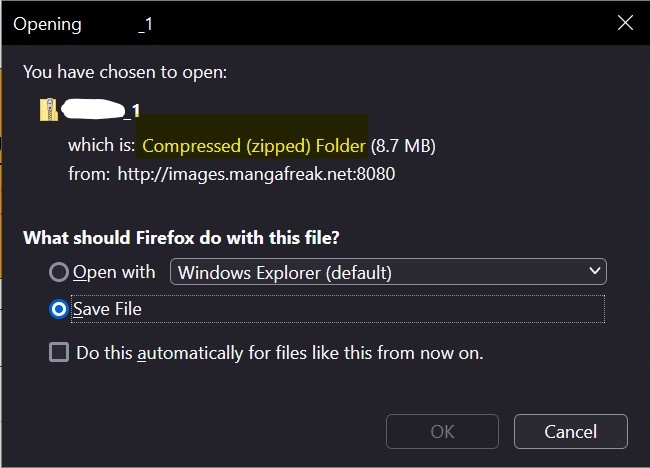 Opening _1
You have chosen to open:
_1
which is: Compressed (zipped) Folder (8.7 MB)
from: http://images.mangafreak.net:8080
What should Firefox do with this file?
Open with Windows Explorer (default)
Save File
Do this automatically for files like this from now on.
OK Cancel